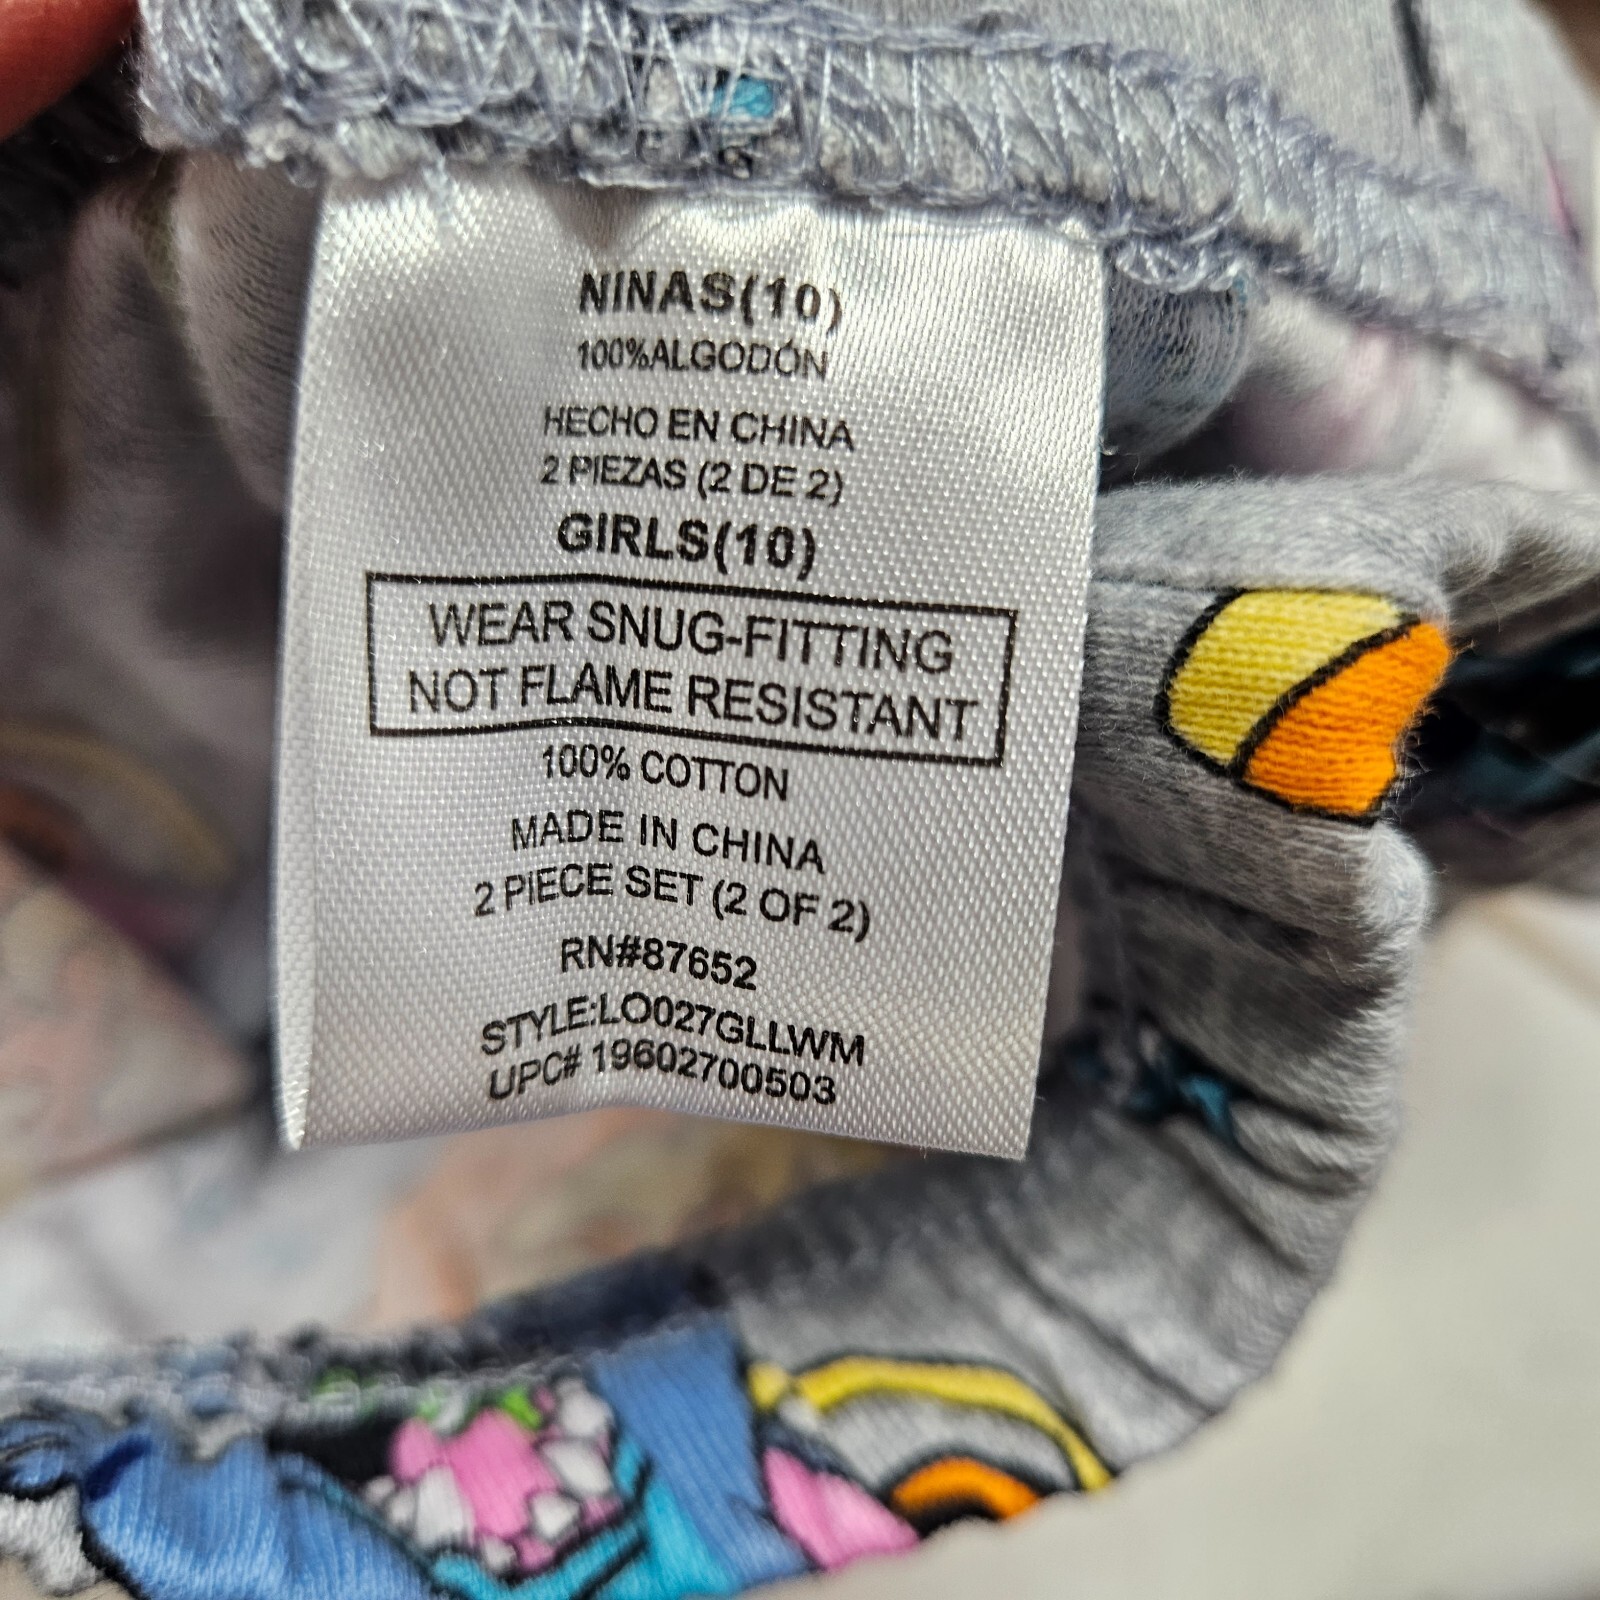 NINAS(10)
100%ALGODÓN
HECHO EN CHINA
2 PIEZAS (2 DE 2)
GIRLS(10)
WEAR SNUG-FITTING
NOT FLAME RESISTANT
100% COTTON
MADE IN CHINA
2 PIECE SET (2 OF 2)
RN#87652
STYLE:LO027GLLWM
UPC# 19602700503